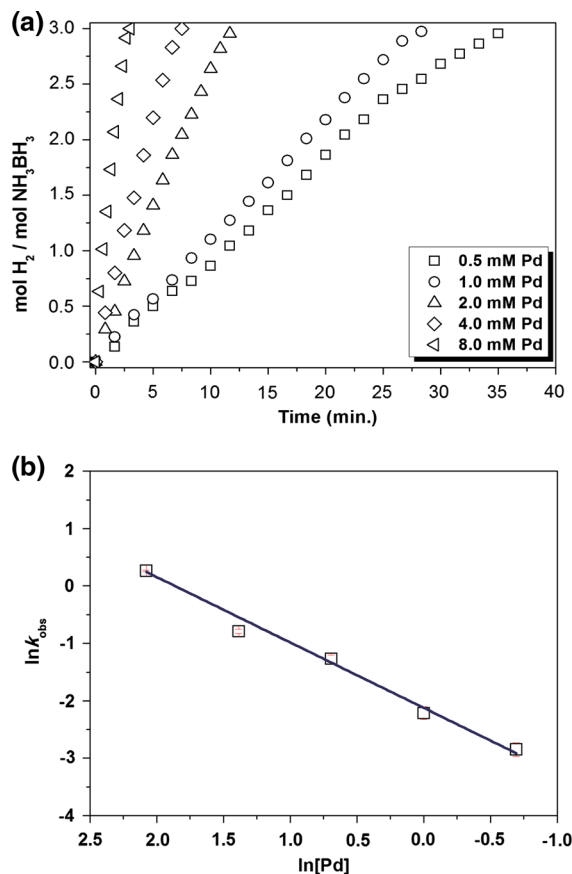 (a)
mol H2 / mol NH3BH3
3.0
2.5
2.0
1.5
1.0
0.5
0.0
0.5 mM Pd
1.0 mM Pd
2.0 mM Pd
4.0 mM Pd
8.0 mM Pd
0 5 10 15 20 25 30 35 40
Time (min.)
(b)
lnkobs
2
1
0
-1
-2
-3
-4
2.5 2.0 1.5 1.0 0.5 0.0 -0.5 -1.0
ln[Pd]